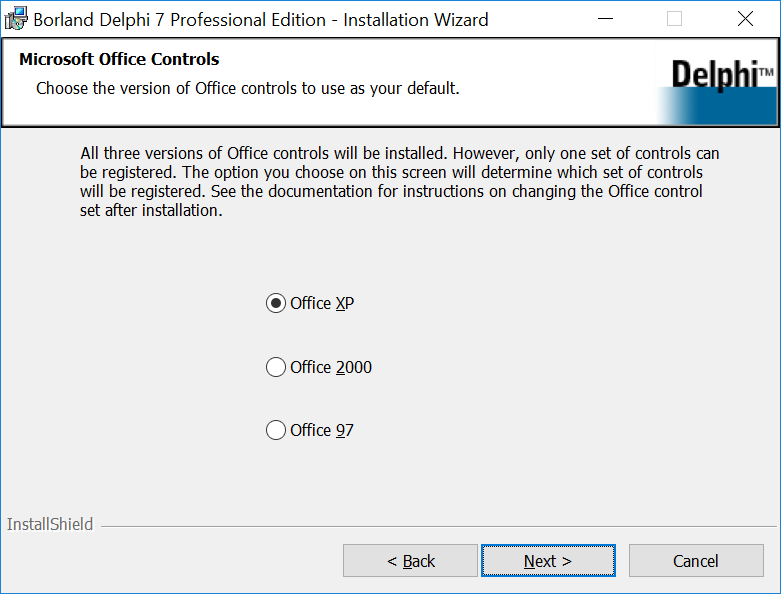 Borland Delphi 7 Professional Edition - Installation Wizard
Microsoft Office Controls
Choose the version of Office controls to use as your default.
Delphi™
All three versions of Office controls will be installed. However, only one set of controls can
be registered. The option you choose on this screen will determine which set of controls
will be registered. See the documentation for instructions on changing the Office control
set after installation.
Office XP
Office 2000
Office 97
InstallShield
< Back
Next >
Cancel